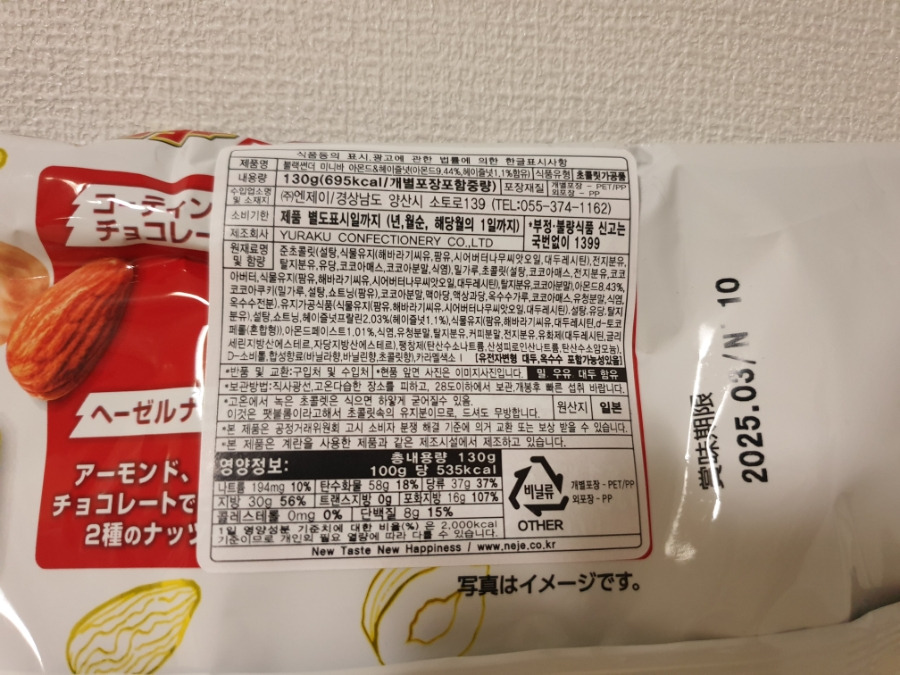 식품등의 표시.광고에 관한 법률에 의한 한글표시사항
제품명 블랙썬더 미니바 아몬드&헤이즐넛(아몬드9.44%,헤이즐넛1.1%함유) 식품유형 초콜릿가공품
내용량 130g(695kcal/개별포장포함중량) 포장재질 개별포장 - PET/PP 외포장 - PP
수입업소명 및 소재지 ㈜엔제이/경상남도 양산시 소토로139 (TEL:055-374-1162)
소비기한 제품 별도표시일까지 (년,월순, 해당월의 1일까지) *부정·불량식품 신고는 국번없이 1399
제조회사 YURAKU CONFECTIONERY CO.,LTD
원재료명 및 함량 준초콜릿(설탕,식물유지(해바라기씨유,팜유,시어버터나무씨앗오일,대두레시틴),전지분유,
탈지분유,유당,코코아매스,코코아분말,식염),밀가루,초콜릿(설탕,코코아매스,전지분유,코코
아버터,식물유지(팜유,해바라기씨유,시어버터나무씨앗오일,대두레시틴),탈지분유,코코아분말),아몬드8.43%,
코코아쿠키(밀가루,설탕,쇼트닝(팜유),코코아분말,맥아당,액상과당,옥수수가루,코코아매스,유청분말,식염,
옥수수전분),유지가공식품(식물유지(팜유,해바라기씨유,시어버터나무씨앗오일,대두레시틴),설탕,유당,탈지
분유),설탕,쇼트닝,헤이즐넛프랄린2.03%(헤이즐넛1.1%),식물유지(팜유,해바라기씨유,대두레시틴,d-토코
페롤(혼합형)),아몬드페이스트1.01%,식염,유청분말,탈지분유,커피분말,전지분유,유화제(대두레시틴,글리
세린지방산에스테르,자당지방산에스테르),팽창제(탄산수소나트륨,산성피로인산나트륨,탄산수소암모늄),
D-소비톨,합성향료(바닐라향,바닐린향,초콜릿향),카라멜색소Ⅰ [유전자변형 대두,옥수수 포함가능성있음]
*반품 및 교환:구입처 및 수입처 *현품 앞면 사진은 이미지사진입니다. 밀, 우유 대두 함유
*보관방법:직사광선,고온다습한 장소를 피하고, 28도이하에서 보관,개봉후 빠른 섭취 바랍니다.
*고온에서 녹은 초콜렛은 식으면 하얗게 굳어질수 있음.
이것은 팻블룸이라고해서 초콜릿속의 유지분이므로, 드셔도 무방합니다. 원산지 일본
*본 제품은 공정거래위원회 고시 소비자 분쟁 해결 기준에 의거 교환 또는 보상 받을 수 있습니다.
*본 제품은 계란을 사용한 제품과 같은 제조시설에서 제조하고 있습니다.
영양정보: 총내용량 130g
100g 당 535kcal
나트륨 194mg 10% 탄수화물 58g 18% 당류 37g 37%
지방 30g 56% 트랜스지방 0g 포화지방 16g 107%
콜레스테롤 0mg 0% 단백질 8g 15%
1일 영양성분 기준치에 대한 비율(%) 은 2,000kcal
기준이므로 개인의 필요 열량에 따라 다를 수 있습니다.
비닐류
OTHER
개별포장 - PET/PP
외포장 - PP
New Taste New Happiness / www.neje.co.kr
コーティン
チョコレー
ヘーゼルナ
アーモンド、
チョコレートで
2種のナッツ
写真はイメージです。
賞味期限
2025.03/N 10